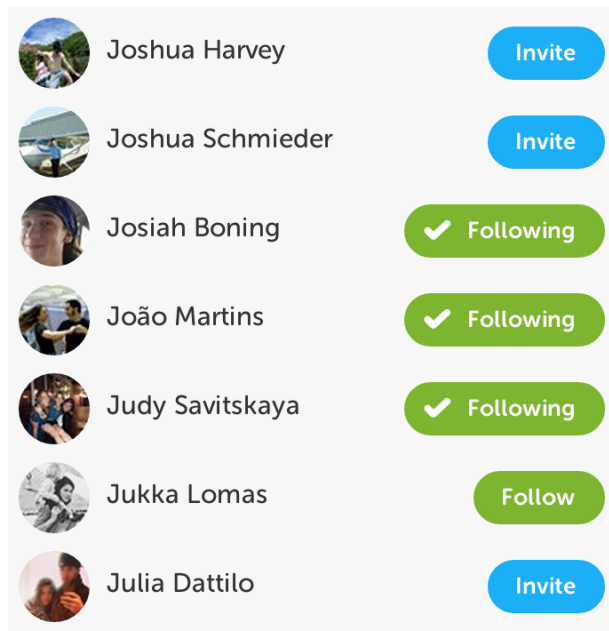 Joshua Harvey Invite
Joshua Schmieder Invite
Josiah Boning Following
João Martins Following
Judy Savitskaya Following
Jukka Lomas Follow
Julia Dattilo Invite